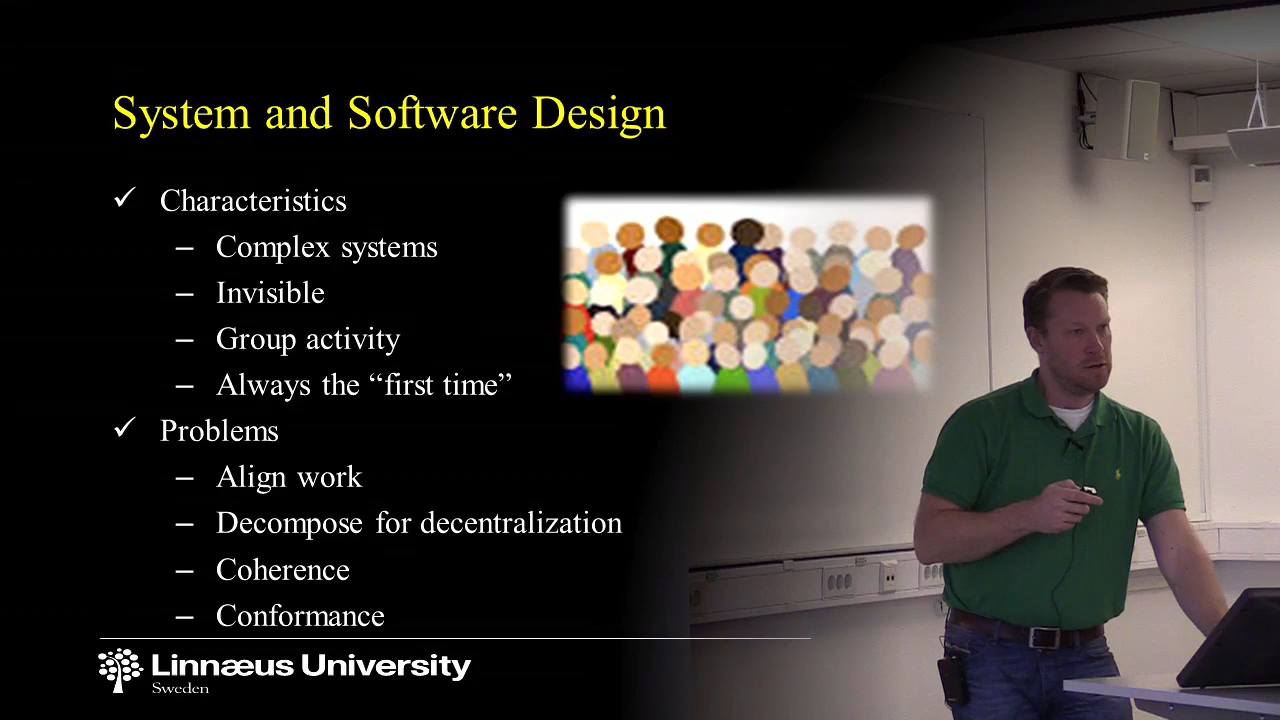 System and Software Design
✓ Characteristics
– Complex systems
– Invisible
– Group activity
– Always the “first time”
✓ Problems
– Align work
– Decompose for decentralization
– Coherence
– Conformance
Linnæus University
Sweden